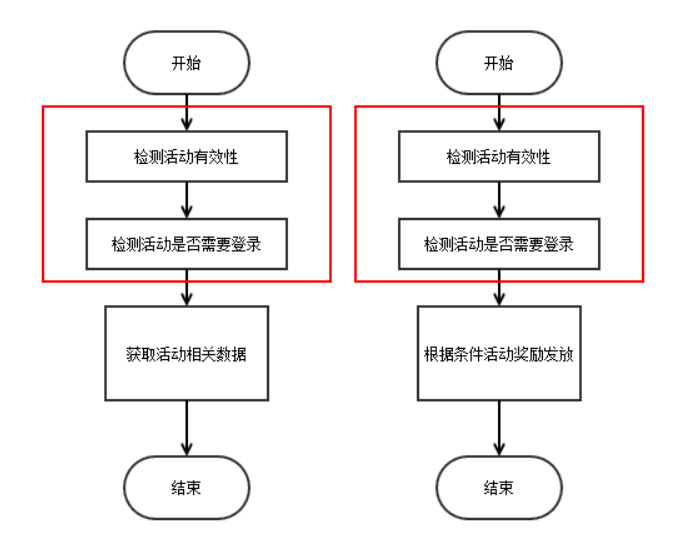 开始
检测活动有效性
检测活动是否需要登录
获取活动相关数据
结束
开始
检测活动有效性
检测活动是否需要登录
根据条件活动奖励发放
结束